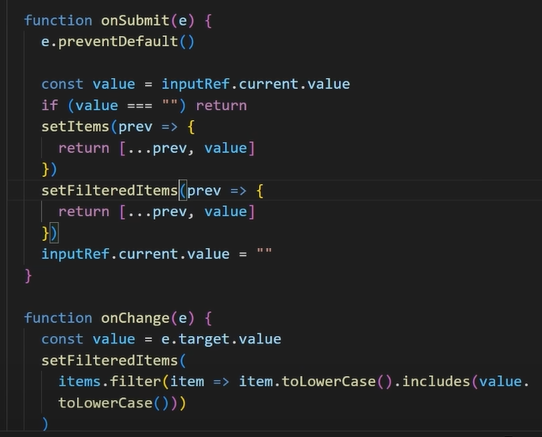 function onSubmit(e) {
e.preventDefault()
const value = inputRef.current.value
if (value === "") return
setItems(prev => {
return [...prev, value]
})
setFilteredItems(prev => {
return [...prev, value]
})
inputRef.current.value = ""
}
function onChange(e) {
const value = e.target.value
setFilteredItems(
items.filter(item => item.toLowerCase().includes(value.
toLowerCase()))
)